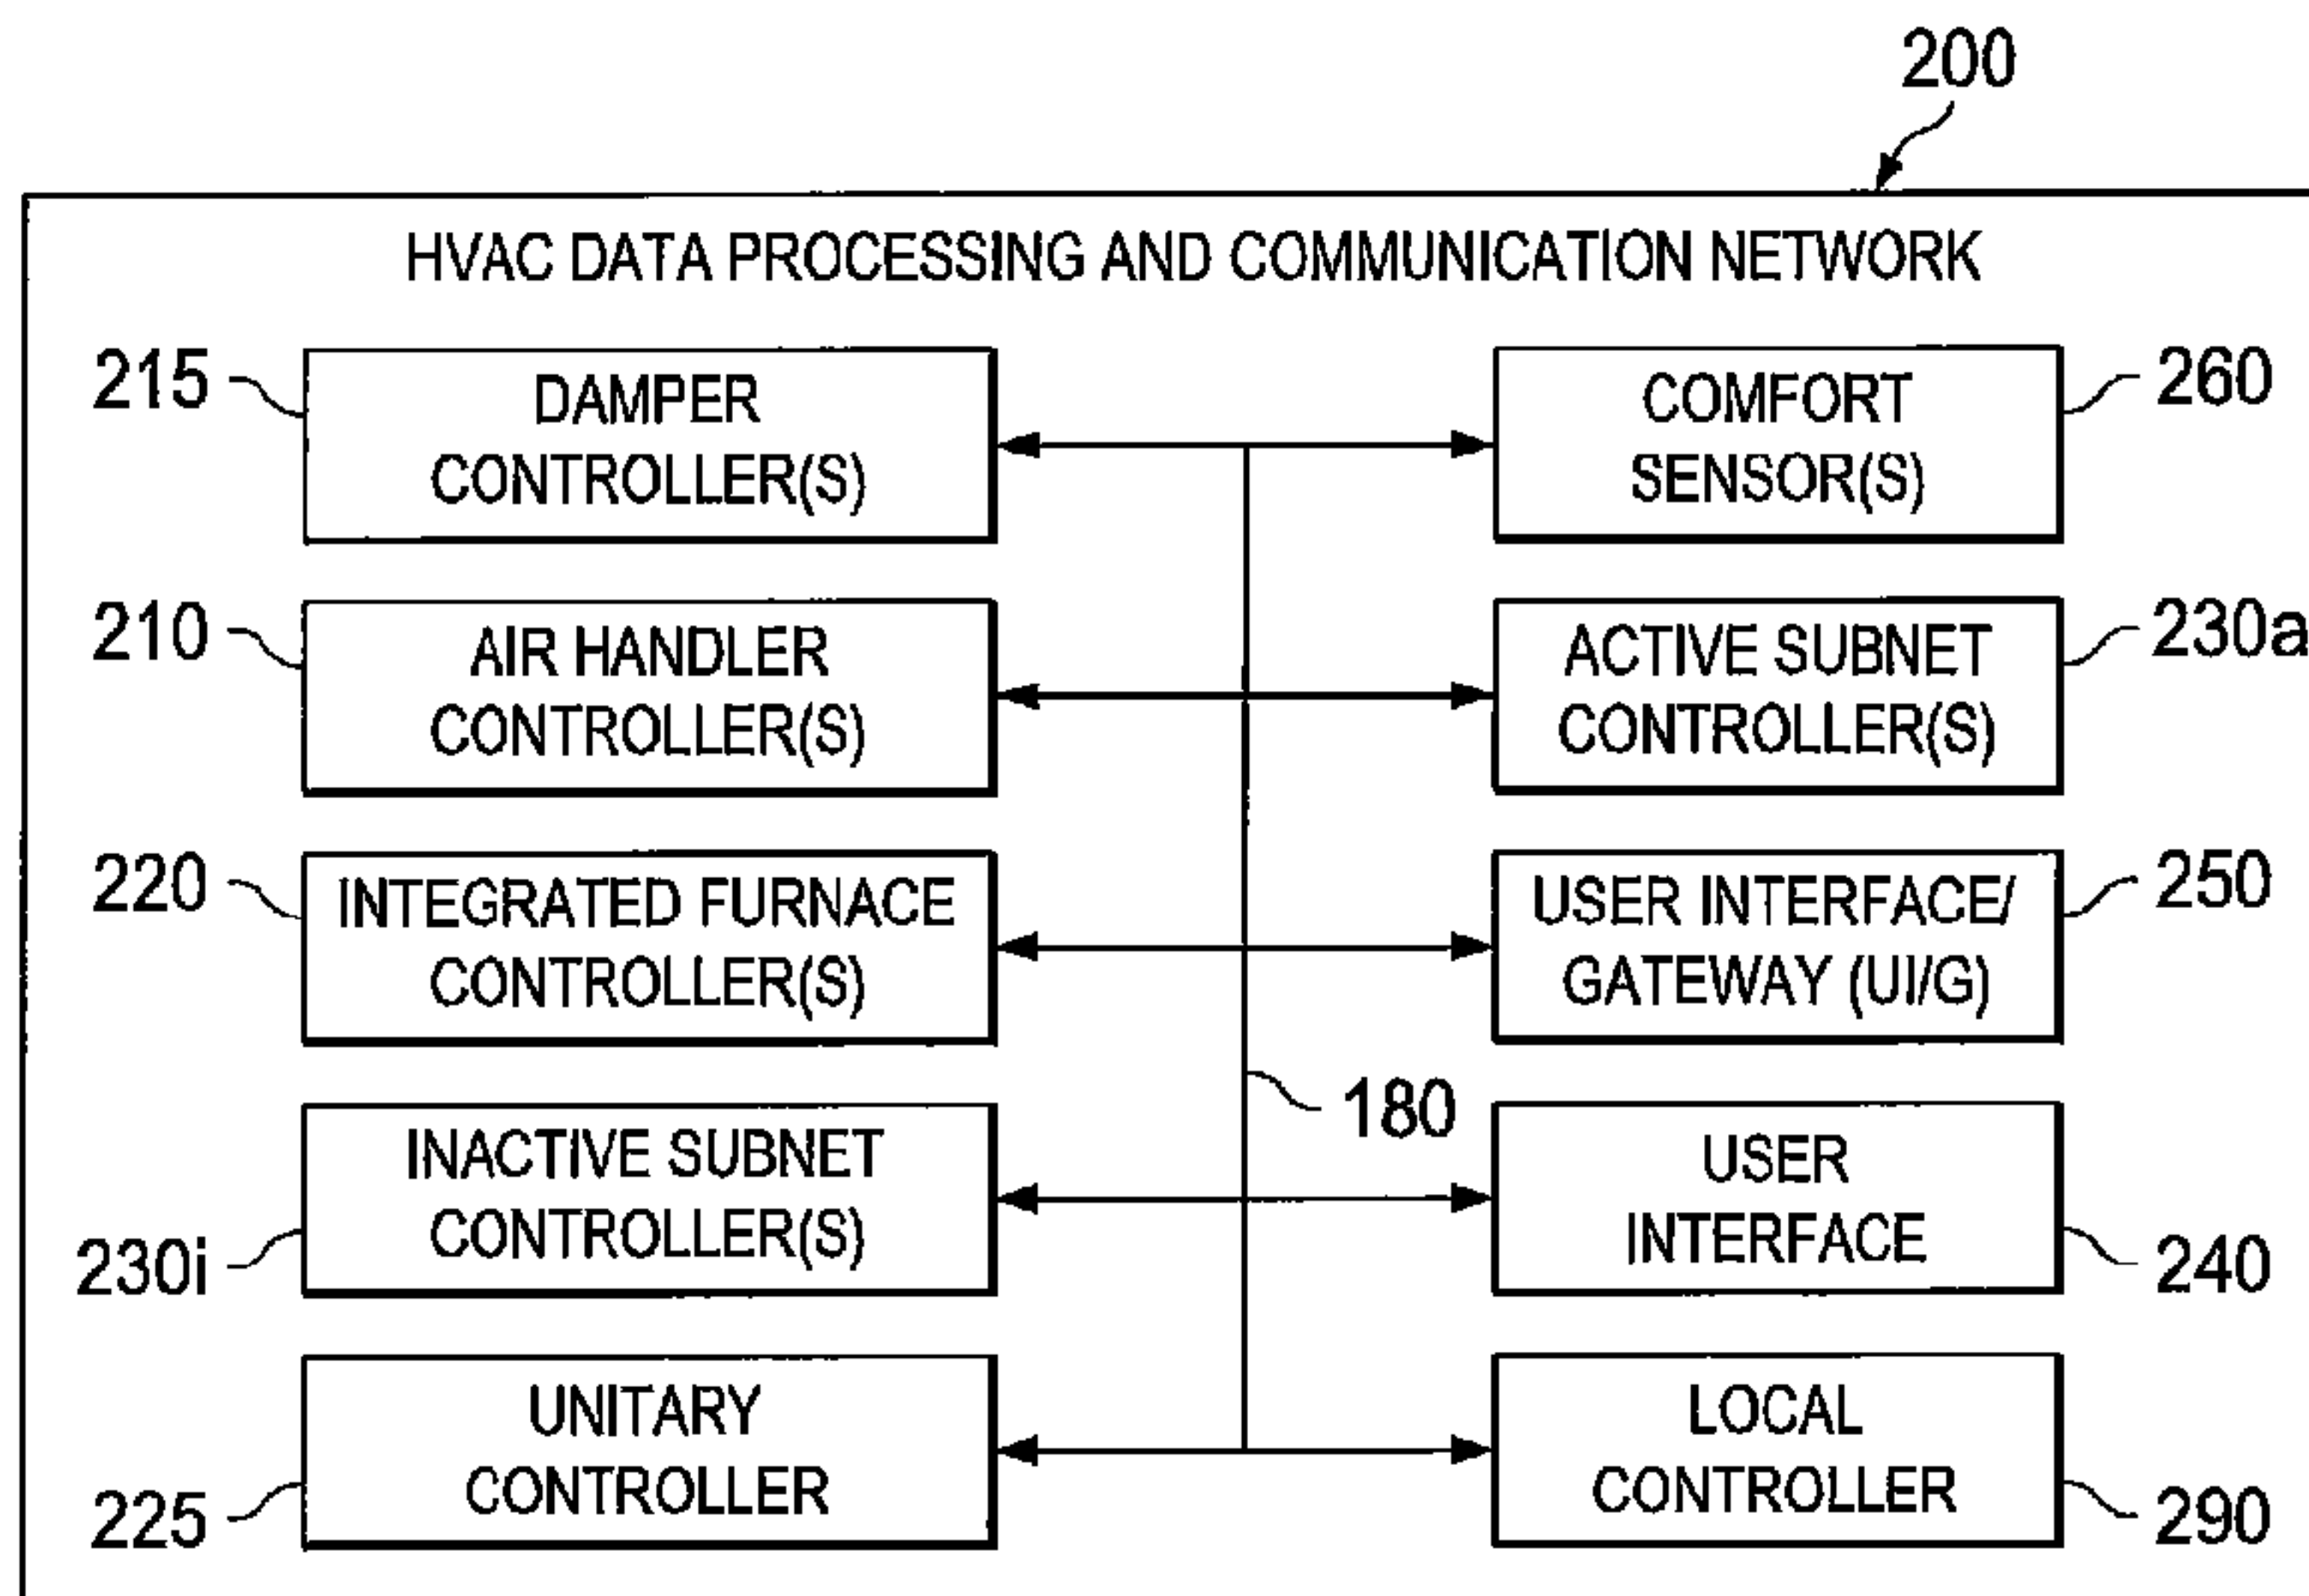 200
HVAC DATA PROCESSING AND COMMUNICATION NETWORK
215
DAMPER
CONTROLLER(S)
COMFORT
SENSOR(S)
260
210
AIR HANDLER
CONTROLLER(S)
ACTIVE SUBNET
CONTROLLER(S)
230a
220
INTEGRATED FURNACE
CONTROLLER(S)
USER INTERFACE/
GATEWAY (UI/G)
250
180
230i
INACTIVE SUBNET
CONTROLLER(S)
USER
INTERFACE
240
225
UNITARY
CONTROLLER
LOCAL
CONTROLLER
290